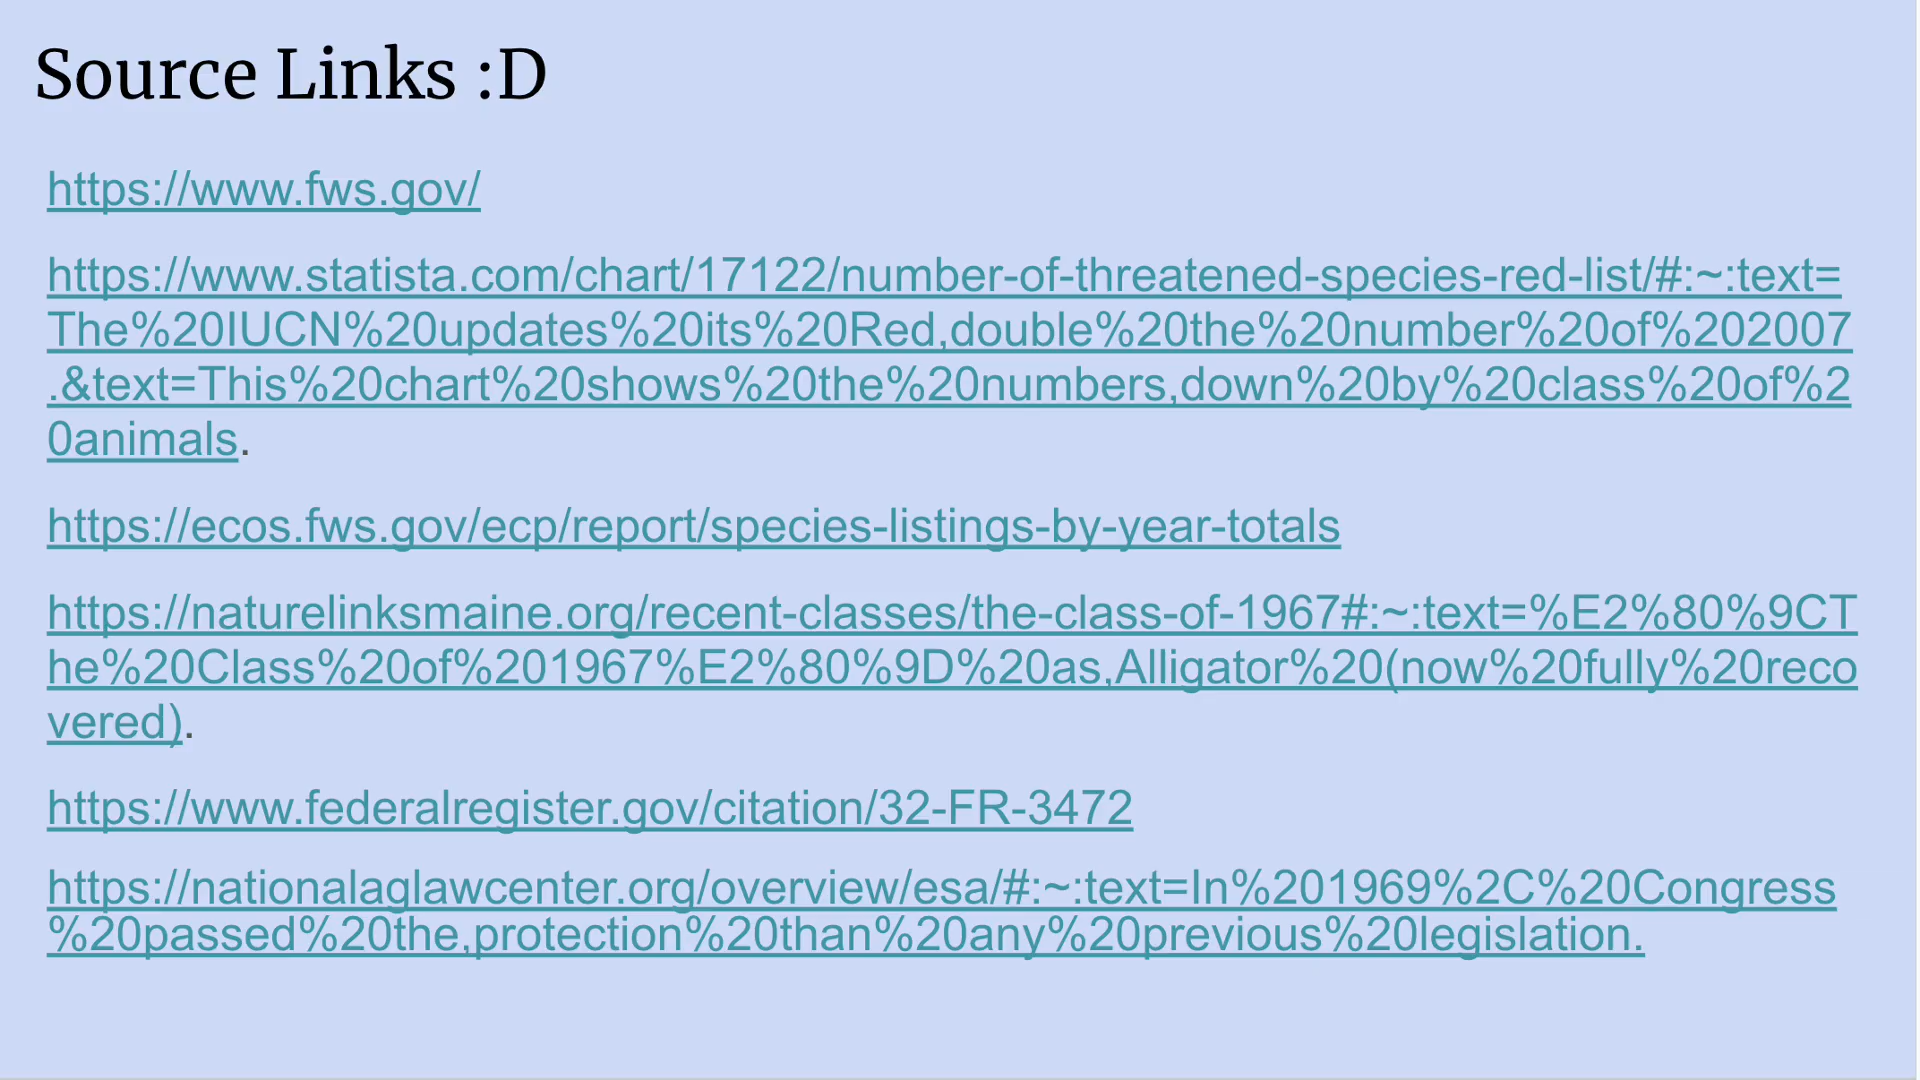 Source Links :D
https://www.fws.gov/
https://www.statista.com/chart/17122/number-of-threatened-species-red-list/#:~:text=
The%20IUCN%20updates%20its%20Red,double%20the%20number%20of%202007
.&text=This%20chart%20shows%20the%20numbers,down%20by%20class%20of%2
0animals.
https://ecos.fws.gov/ecp/report/species-listings-by-year-totals
https://naturelinksmaine.org/recent-classes/the-class-of-1967#:~:text=%E2%80%9CT
he%20Class%20of%201967%E2%80%9D%20as,Alligator%20(now%20fully%20reco
vered).
https://www.federalregister.gov/citation/32-FR-3472
https://nationalaglawcenter.org/overview/esa/#:~:text=In%201969%2C%20Congress
%20passed%20the,protection%20than%20any%20previous%20legislation.